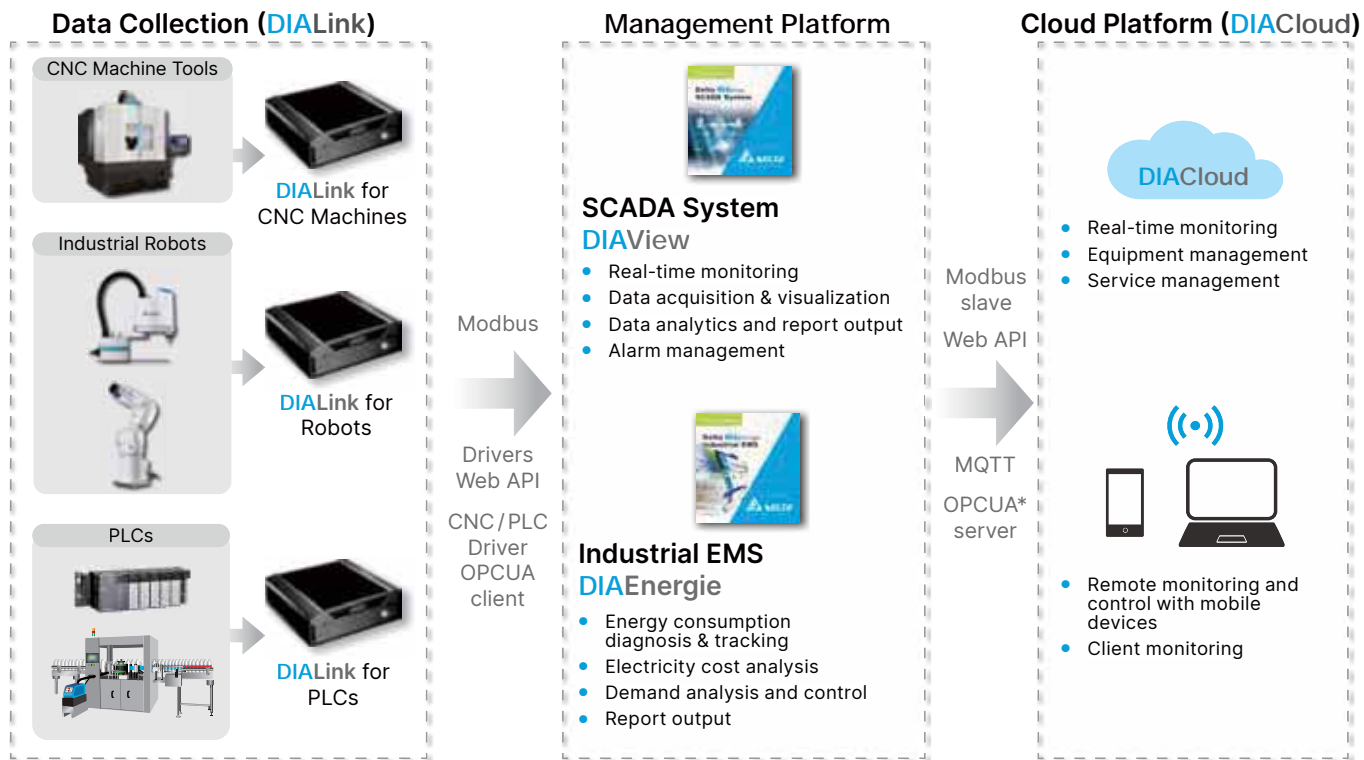 Data Collection (DIALink)
CNC Machine Tools
DIALink for
CNC Machines
Industrial Robots
DIALink for
Robots
PLCs
DIALink for
PLCs
Modbus
Drivers
Web API
CNC/PLC
Driver
OPCUA
client
Management Platform
SCADA System
SCADA System
DIAView
• Real-time monitoring
• Data acquisition & visualization
• Data analytics and report output
• Alarm management
Industrial EMS
Industrial EMS
DIAEnergie
• Energy consumption
diagnosis & tracking
• Electricity cost analysis
• Demand analysis and control
• Report output
Modbus
slave
Web API
MQTT
OPCUA*
server
Cloud Platform (DIACloud)
DIACloud
• Real-time monitoring
• Equipment management
• Service management
• Remote monitoring and
control with mobile
devices
• Client monitoring